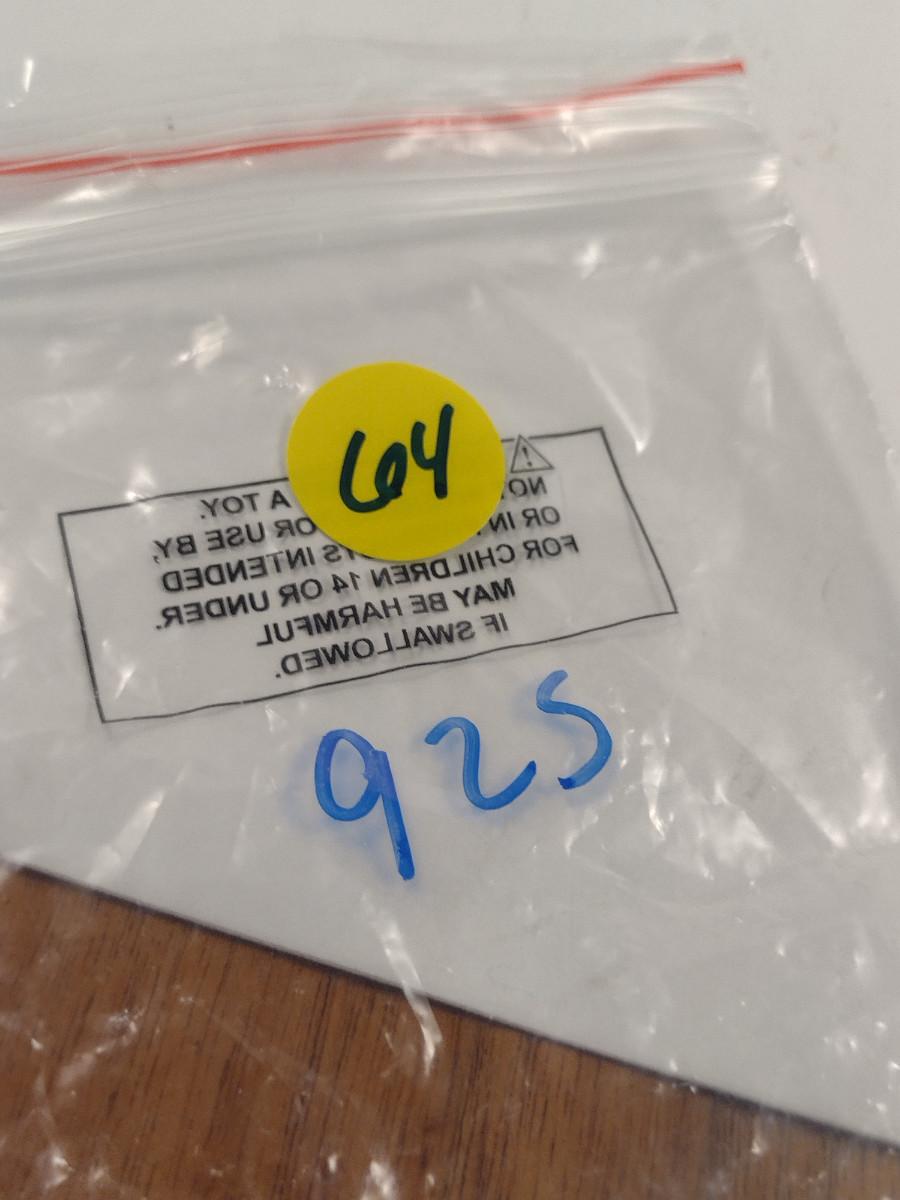 64
NO. A TOY.
OR IN OR USE BY,
FOR CHILDREN 14 OR UNDER.
MAY BE HARMFUL
IF SWALLOWED.
925